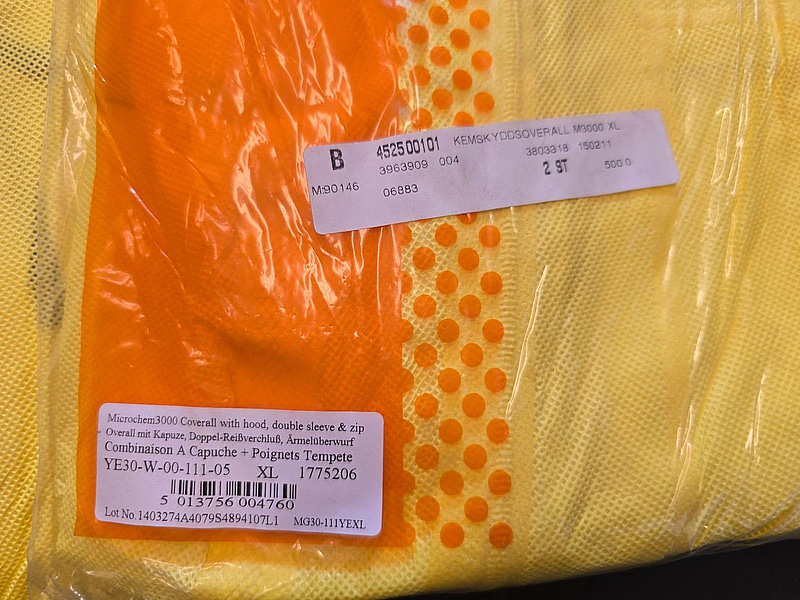 B 452500101 KEMSKYDDSOVERALL M3000 XL
3963909 004 3803318 150211
M:90146 06883 2 ST 500.0
Microchem3000 Coverall with hood, double sleeve & zip
Overall mit Kapuze, Doppel-Reißverchluß, Ärmelüberwurf
Combinaison A Capuche + Poignets Tempete
YE30-W-00-111-05 XL 1775206
5 013756 004760
Lot No. 1403274A4079S4894107L1 MG30-111YEXL